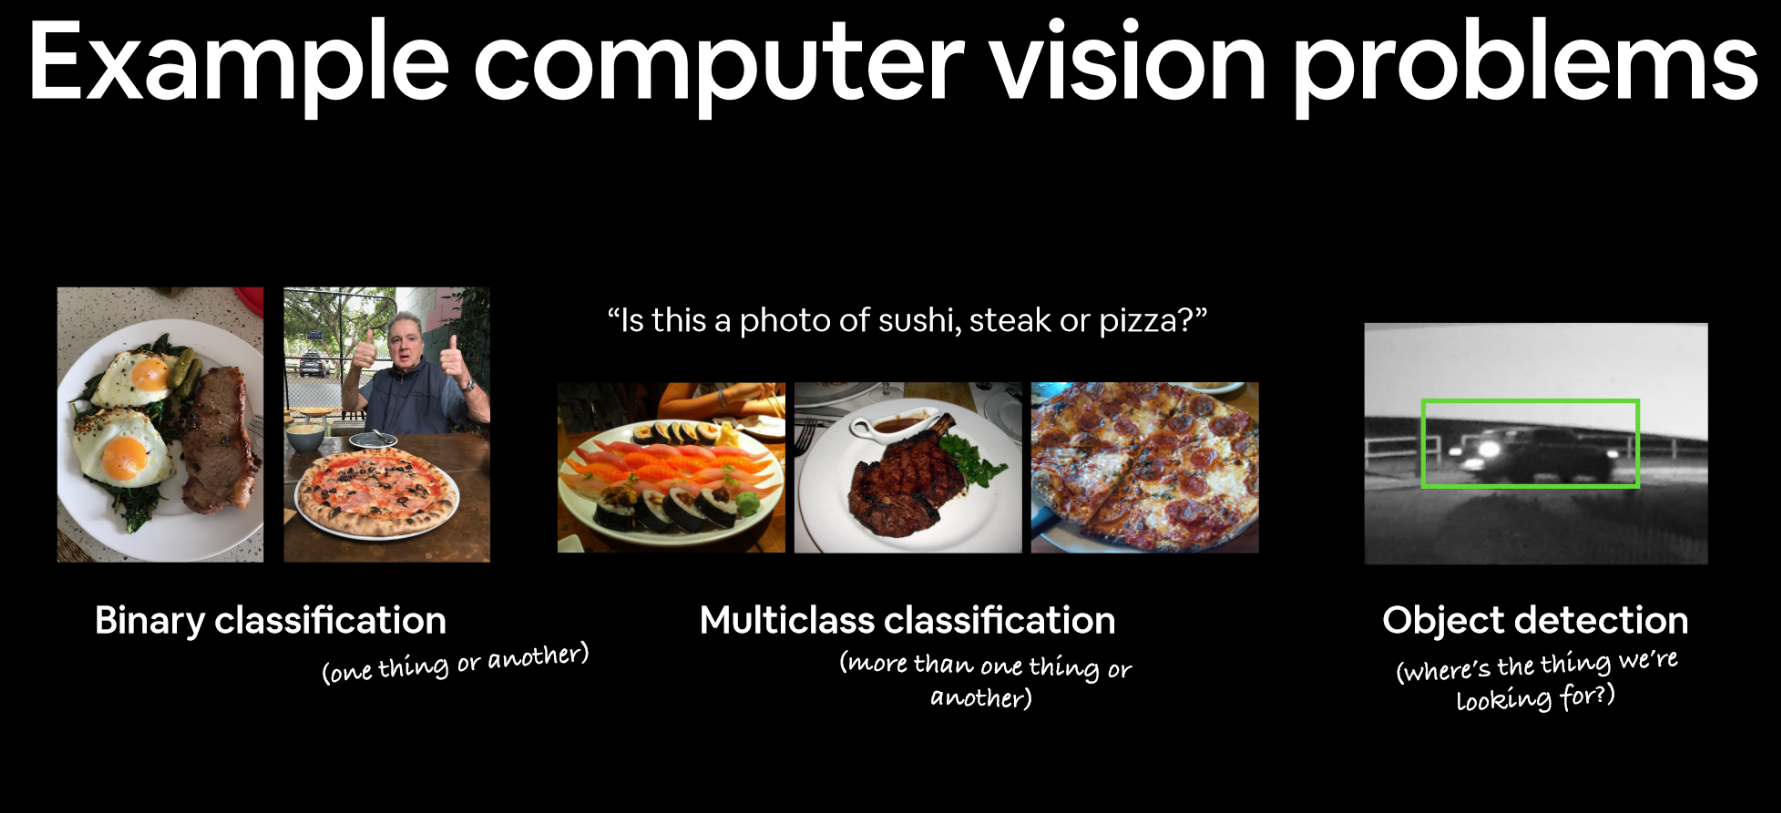 Example computer vision problems
“Is this a photo of sushi, steak or pizza?”
Binary classification
(one thing or another)
Multiclass classification
(more than one thing or
another)
Object detection
(where’s the thing we’re
looking for?)